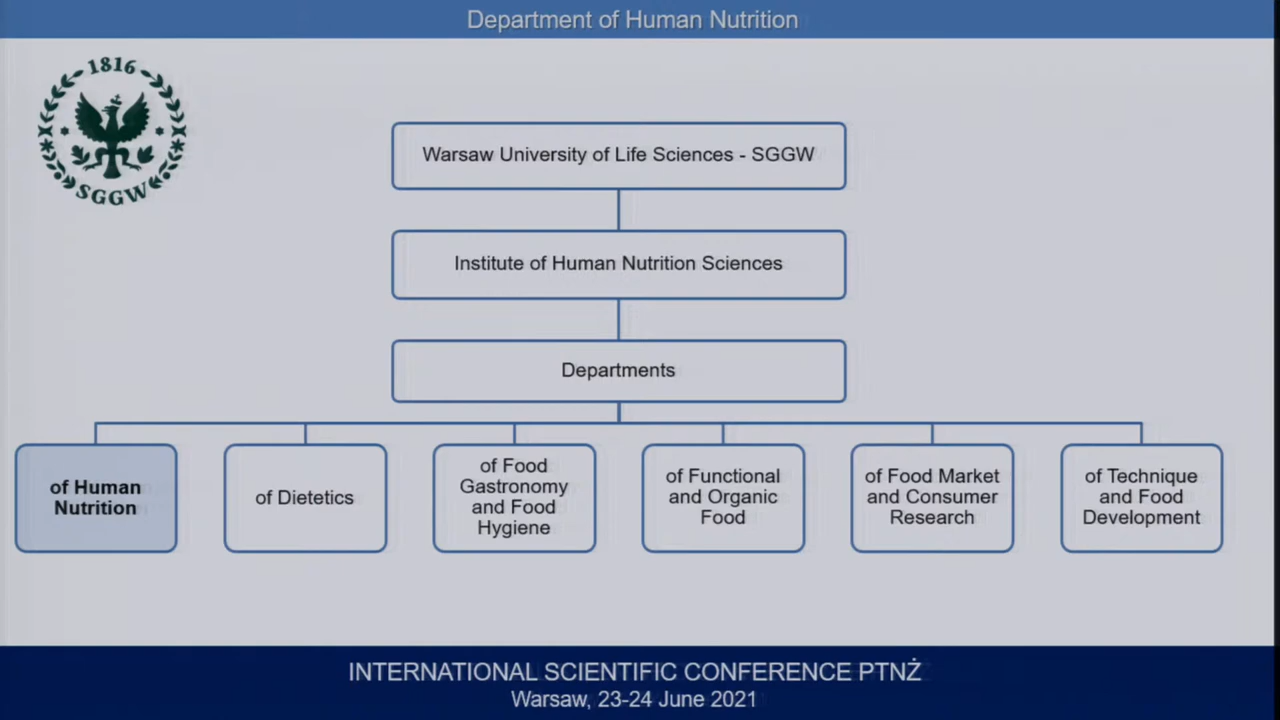 Department of Human Nutrition
1816
SGGW
Warsaw University of Life Sciences - SGGW
Institute of Human Nutrition Sciences
Departments
of Human
Nutrition
of Dietetics
of Food
Gastronomy
and Food
Hygiene
of Functional
and Organic
Food
of Food Market
and Consumer
Research
of Technique
and Food
Development
INTERNATIONAL SCIENTIFIC CONFERENCE PTNŻ
Warsaw, 23-24 June 2021